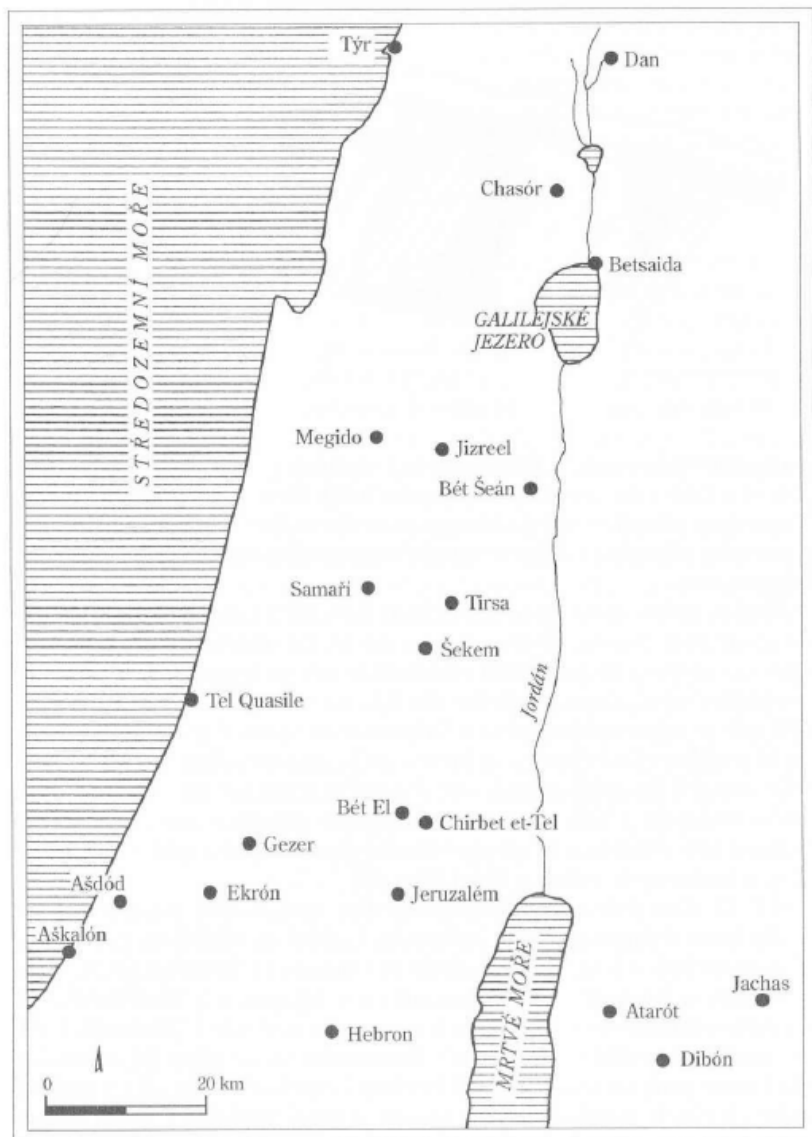 Týr
Dan
STŘEDOZEMNÍ MOŘE
Chasór
Betsaida
GALILEJSKÉ
JEZERO
Megido
Jizreel
Bét Šeán
Samaří
Tirsa
Šekem
Jordán
Tel Quasile
Bét El
Chirbet et-Tel
Gezer
Ašdód
Ekrón
Jeruzalém
Aškalón
MRTVÉ MOŘE
Jachas
Atarót
Hebron
Dibón
0 20 km